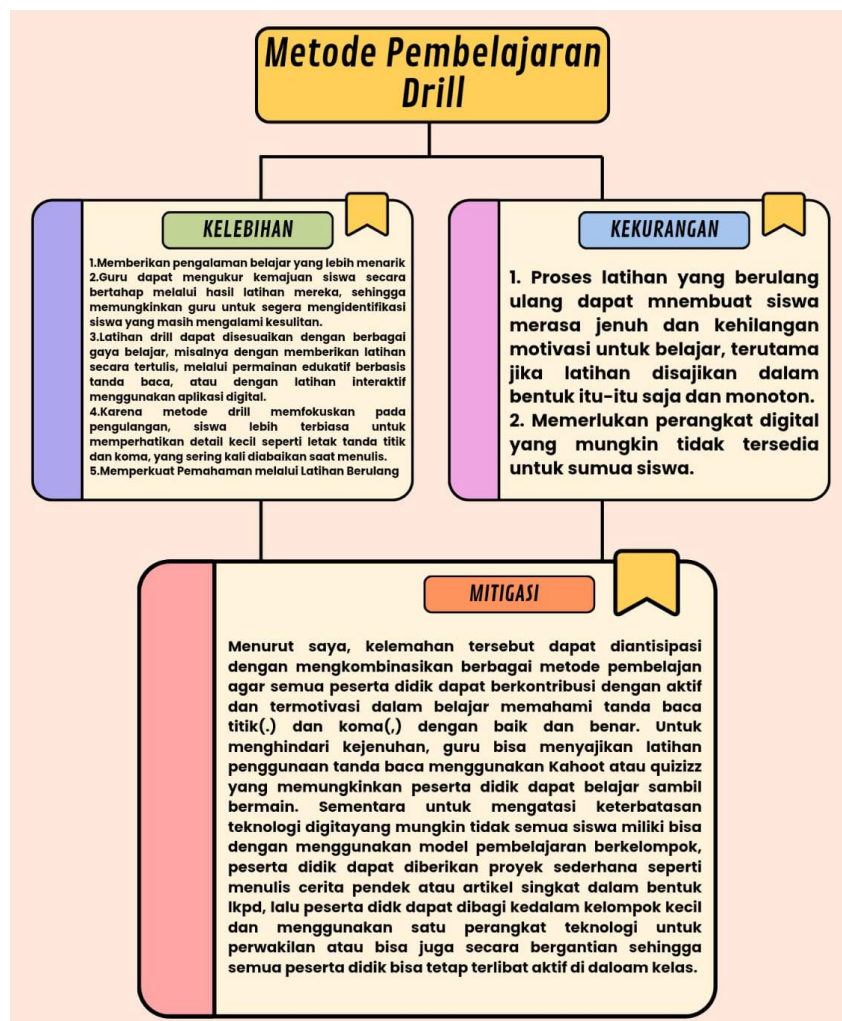 Metode Pembelajaran
Drill
KELEBIHAN
1.Memberikan pengalaman belajar yang lebih menarik
2.Guru dapat mengukur kemajuan siswa secara
bertahap melalui hasil latihan mereka, sehingga
memungkinkan guru untuk segera mengidentifikasi
siswa yang masih mengalami kesulitan.
3.Latihan drill dapat disesuaikan dengan berbagai
gaya belajar, misalnya dengan memberikan latihan
secara tertulis, melalui permainan edukatif berbasis
tanda baca, atau dengan latihan interaktif
menggunakan aplikasi digital.
4.Karena metode drill memfokuskan pada
pengulangan, siswa lebih terbiasa untuk
memperhatikan detail kecil seperti letak tanda titik
dan koma, yang sering kali diabaikan saat menulis.
5.Memperkuat Pemahaman melalui Latihan Berulang
KEKURANGAN
1. Proses latihan yang berulang
ulang dapat mnembuat siswa
merasa jenuh dan kehilangan
motivasi untuk belajar, terutama
jika latihan disajikan dalam
bentuk itu-itu saja dan monoton.
2. Memerlukan perangkat digital
yang mungkin tidak tersedia
untuk sumua siswa.
MITIGASI
Menurut saya, kelemahan tersebut dapat diantisipasi
dengan mengkombinasikan berbagai metode pembelajan
agar semua peserta didik dapat berkontribusi dengan aktif
dan termotivasi dalam belajar memahami tanda baca
titik(.) dan koma(,) dengan baik dan benar. Untuk
menghindari kejenuhan, guru bisa menyajikan latihan
penggunaan tanda baca menggunakan Kahoot atau quizizz
yang memungkinkan peserta didik dapat belajar sambil
bermain. Sementara untuk mengatasi keterbatasan
teknologi digitayang mungkin tidak semua siswa miliki bisa
dengan menggunakan model pembelajaran berkelompok,
peserta didik dapat diberikan proyek sederhana seperti
menulis cerita pendek atau artikel singkat dalam bentuk
lkpd, lalu peserta didk dapat dibagi kedalam kelompok kecil
dan menggunakan satu perangkat teknologi untuk
perwakilan atau bisa juga secara bergantian sehingga
semua peserta didik bisa tetap terlibat aktif di daloam kelas.